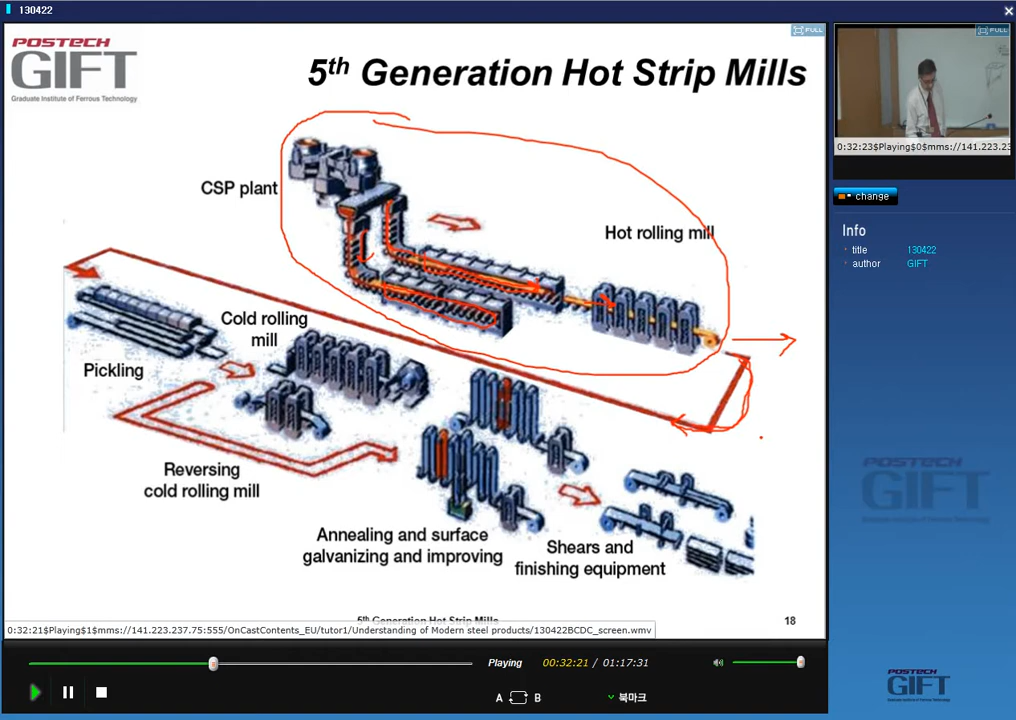 130422
POSTECH
GIFT
Graduate Institute of Ferrous Technology
5th Generation Hot Strip Mills
FULL
FULL
0:32:23$Playing$0$mms://141.223.23
change
Info
title 130422
author GIFT
CSP plant
Hot rolling mill
Cold rolling
mill
Pickling
Reversing
cold rolling mill
Annealing and surface
galvanizing and improving
Shears and
finishing equipment
5th Generation Hot Strip Mills
18
0:32:21$Playing$1$mms://141.223.237.75:555/OnCastContents_EU/tutor1/Understanding of Modern steel products/130422BCDC_screen.wmv
POSTECH
GIFT
Playing 00:32:21 / 01:17:31
A B 북마크
POSTECH
GIFT